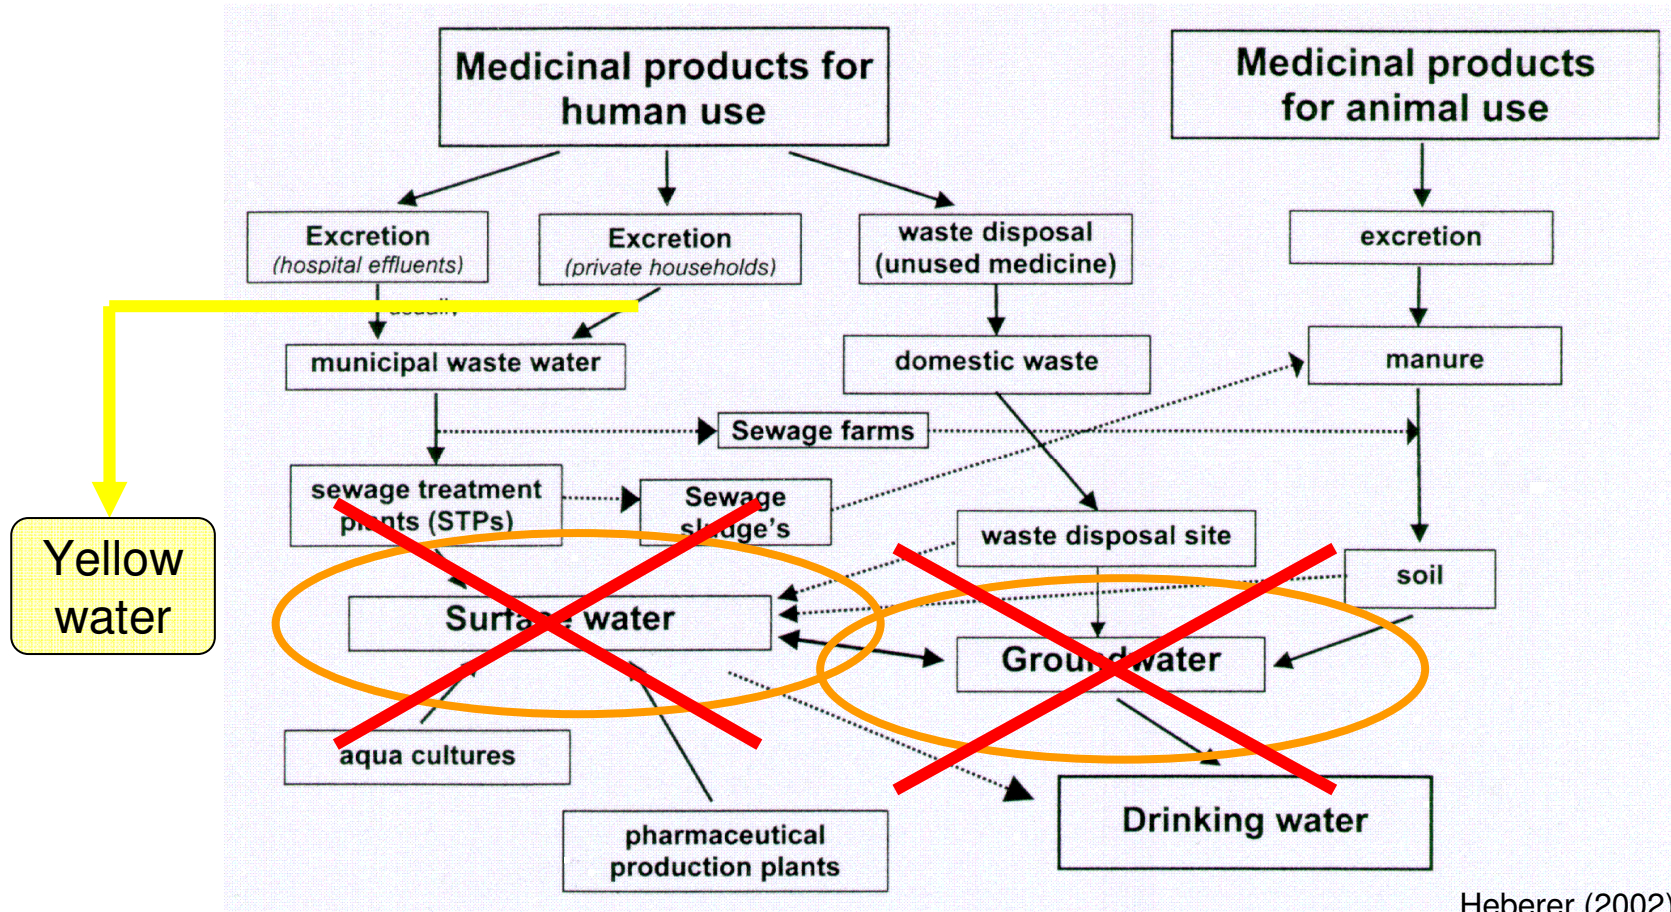 Medicinal products for
human use
Medicinal products
for animal use
Excretion
(hospital effluents)
Excretion
(private households)
waste disposal
(unused medicine)
excretion
usually
municipal waste water
domestic waste
manure
Sewage farms
sewage treatment
plants (STPs)
Sewage
sludge's
waste disposal site
soil
Yellow
water
Surface water
Groundwater
aqua cultures
Drinking water
pharmaceutical
production plants
Heberer (2002)